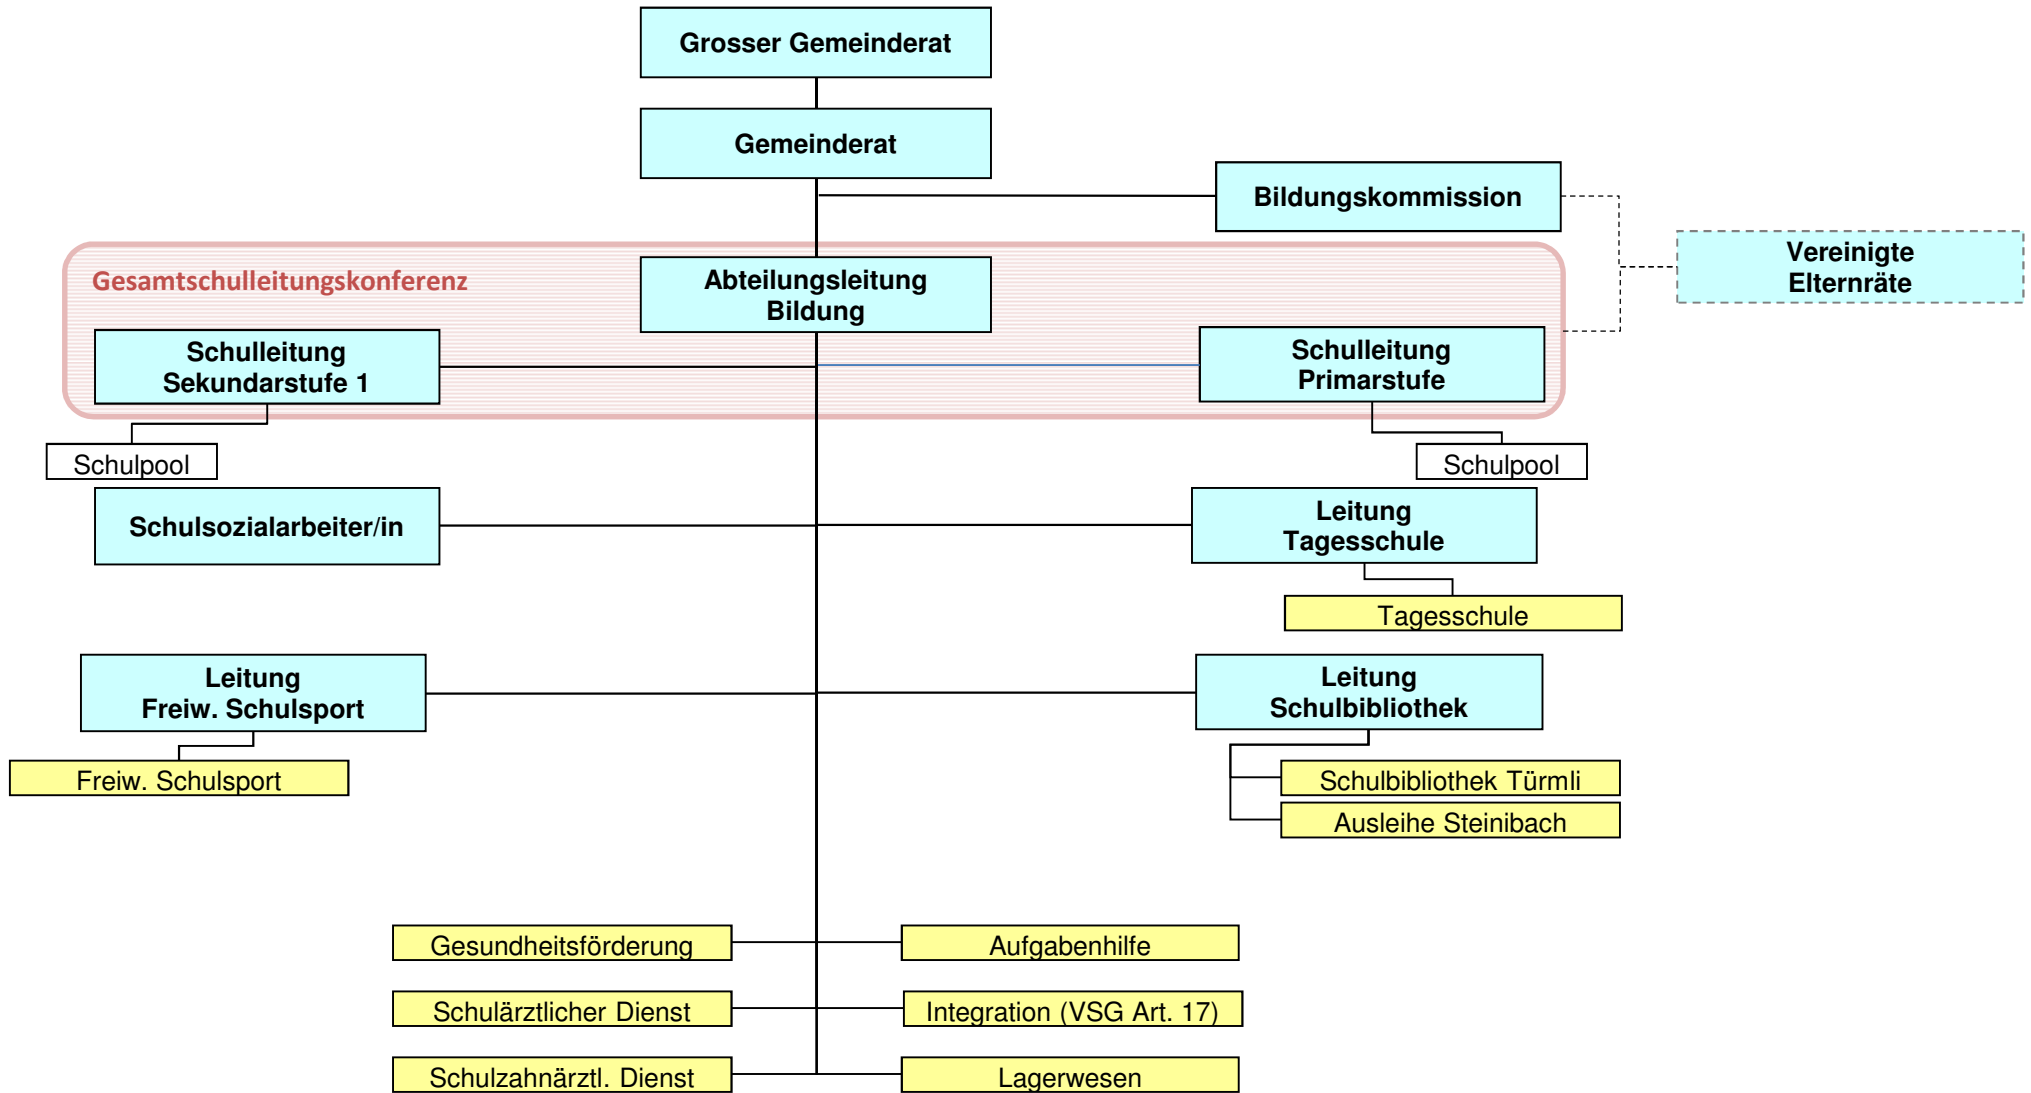 Grosser Gemeinderat
Gemeinderat
Bildungskommission
Vereinigte
Elternräte
Gesamtschulleitungskonferenz
Abteilungsleitung
Bildung
Schulleitung
Sekundarstufe 1
Schulleitung
Primarstufe
Schulpool
Schulpool
Schulsozialarbeiter/in
Leitung
Tagesschule
Tagesschule
Leitung
Freiw. Schulsport
Leitung
Schulbibliothek
Freiw. Schulsport
Schulbibliothek Türmli
Ausleihe Steinibach
Gesundheitsförderung
Aufgabenhilfe
Schulärztlicher Dienst
Integration (VSG Art. 17)
Schulzahnärztl. Dienst
Lagerwesen